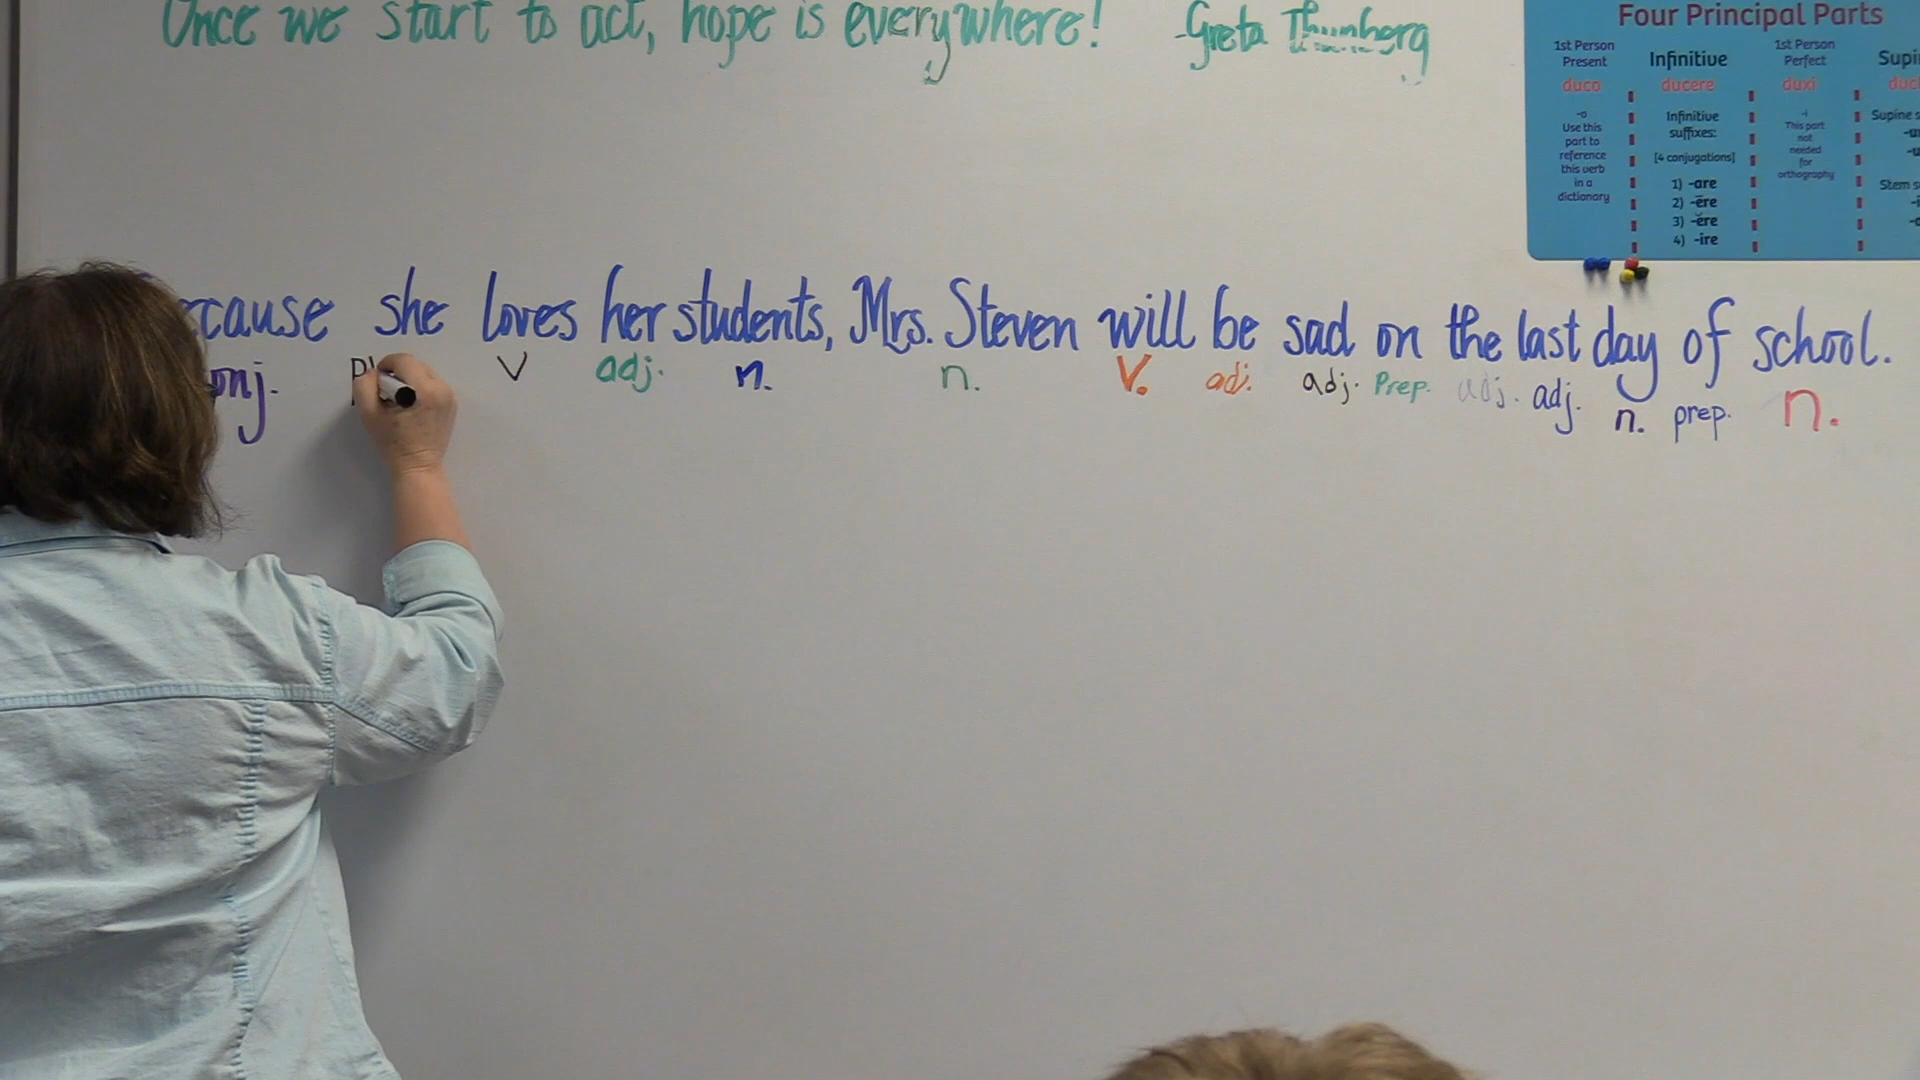 Once we start to act, hope is everywhere! -Greta Thunberg
ecause she loves her students, Mrs. Steven will be sad on the last day of school.
onj. V adj. n. n. V. adj. adj. Prep. adj. adj. n. prep. n.
Four Principal Parts
1st Person Present
duco
-o
Use this
part to
reference
this verb
in a
dictionary
Infinitive
ducere
Infinitive
suffixes:
[4 conjugations]
1) -are
2) -ēre
3) -ĕre
4) -ire
1st Person Perfect
duxi
-i
This part
not
needed
for
orthography
Supi
duc
Supine s
-u
-u
Stem s
-i